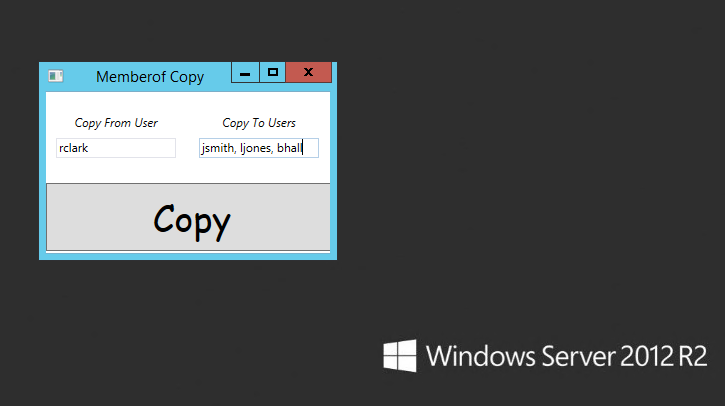 Memberof Copy
Copy From User
Copy To Users
rclark
jsmith, ljones, bhall
Copy
Windows Server 2012 R2